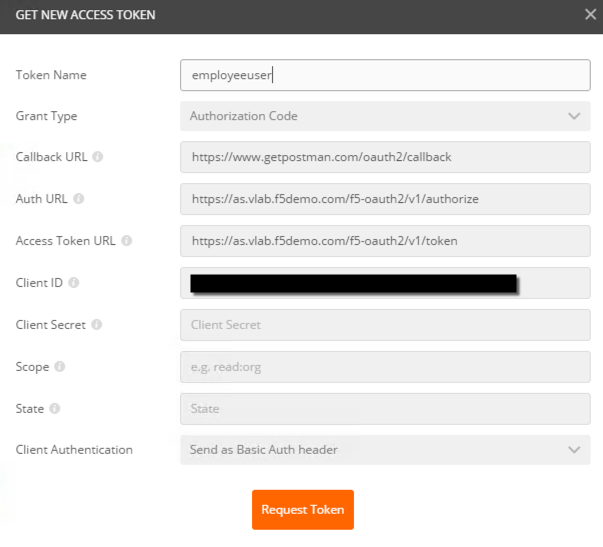 GET NEW ACCESS TOKEN
Token Name employeeuser
Grant Type Authorization Code
Callback URL https://www.getpostman.com/oauth2/callback
Auth URL https://as.vlab.f5demo.com/f5-oauth2/v1/authorize
Access Token URL https://as.vlab.f5demo.com/f5-oauth2/v1/token
Client ID
Client Secret Client Secret
Scope e.g. read:org
State State
Client Authentication Send as Basic Auth header
Request Token